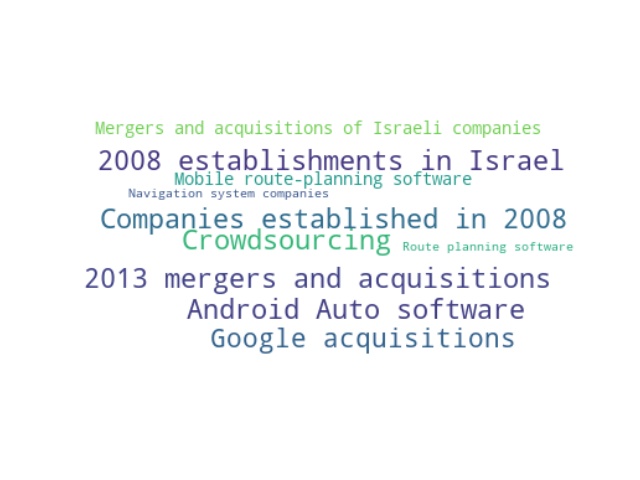 Mergers and acquisitions of Israeli companies
2008 establishments in Israel
Mobile route-planning software
Navigation system companies
Companies established in 2008
Crowdsourcing
Route planning software
2013 mergers and acquisitions
Android Auto software
Google acquisitions